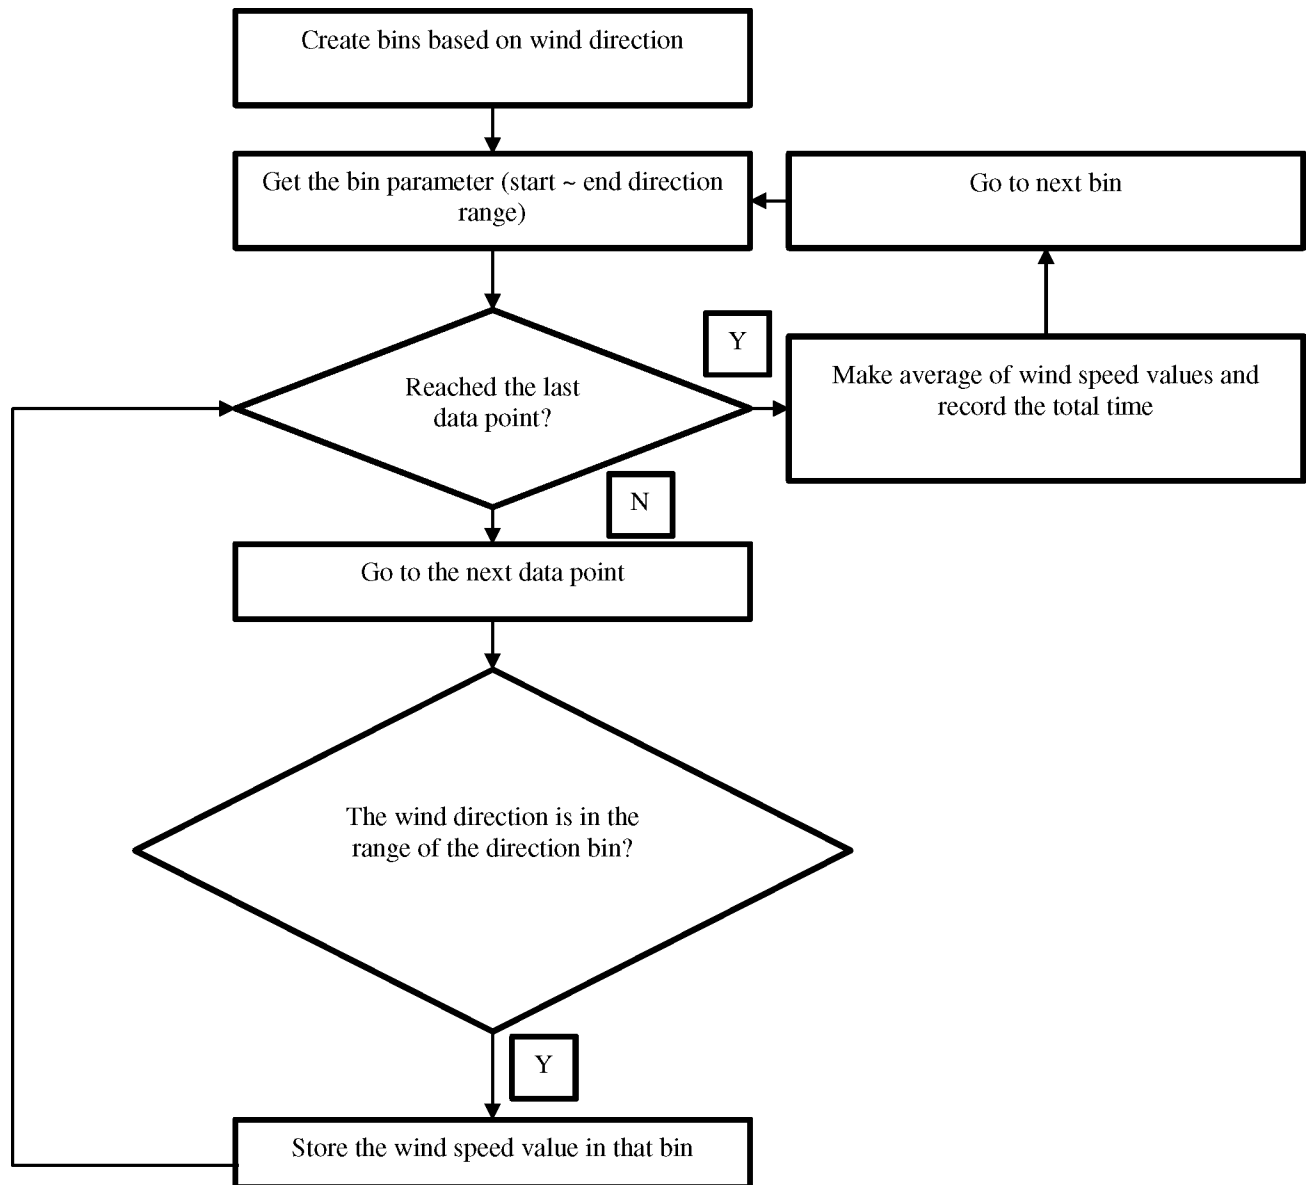 Create bins based on wind direction
Get the bin parameter (start ~ end direction
range)
Go to next bin
Reached the last
data point?
Y
Make average of wind speed values and
record the total time
N
Go to the next data point
The wind direction is in the
range of the direction bin?
Y
Store the wind speed value in that bin